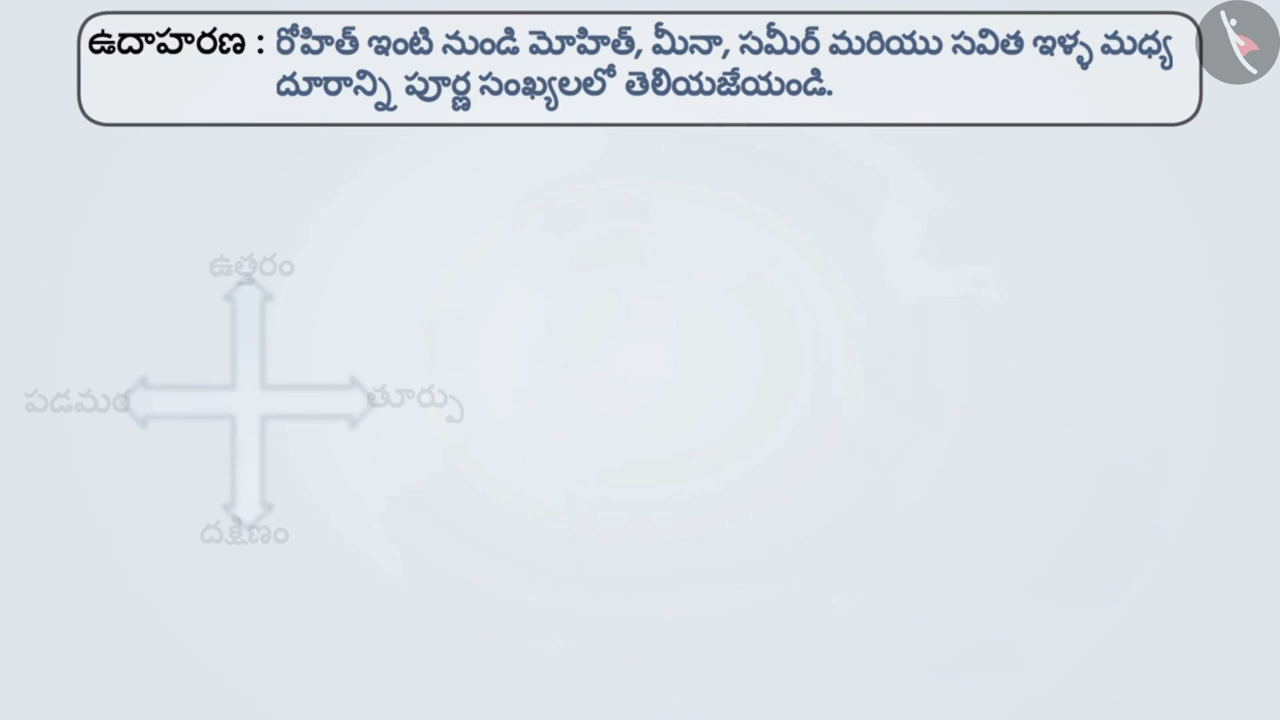 ఉదాహరణ : రోహిత్ ఇంటి నుండి మోహిత్, మీనా, సమీర్ మరియు సవిత ఇళ్ళ మధ్య
దూరాన్ని పూర్ణ సంఖ్యలలో తెలియజేయండి.
ఉత్తరం
పడమర
తూర్పు
దక్షిణం